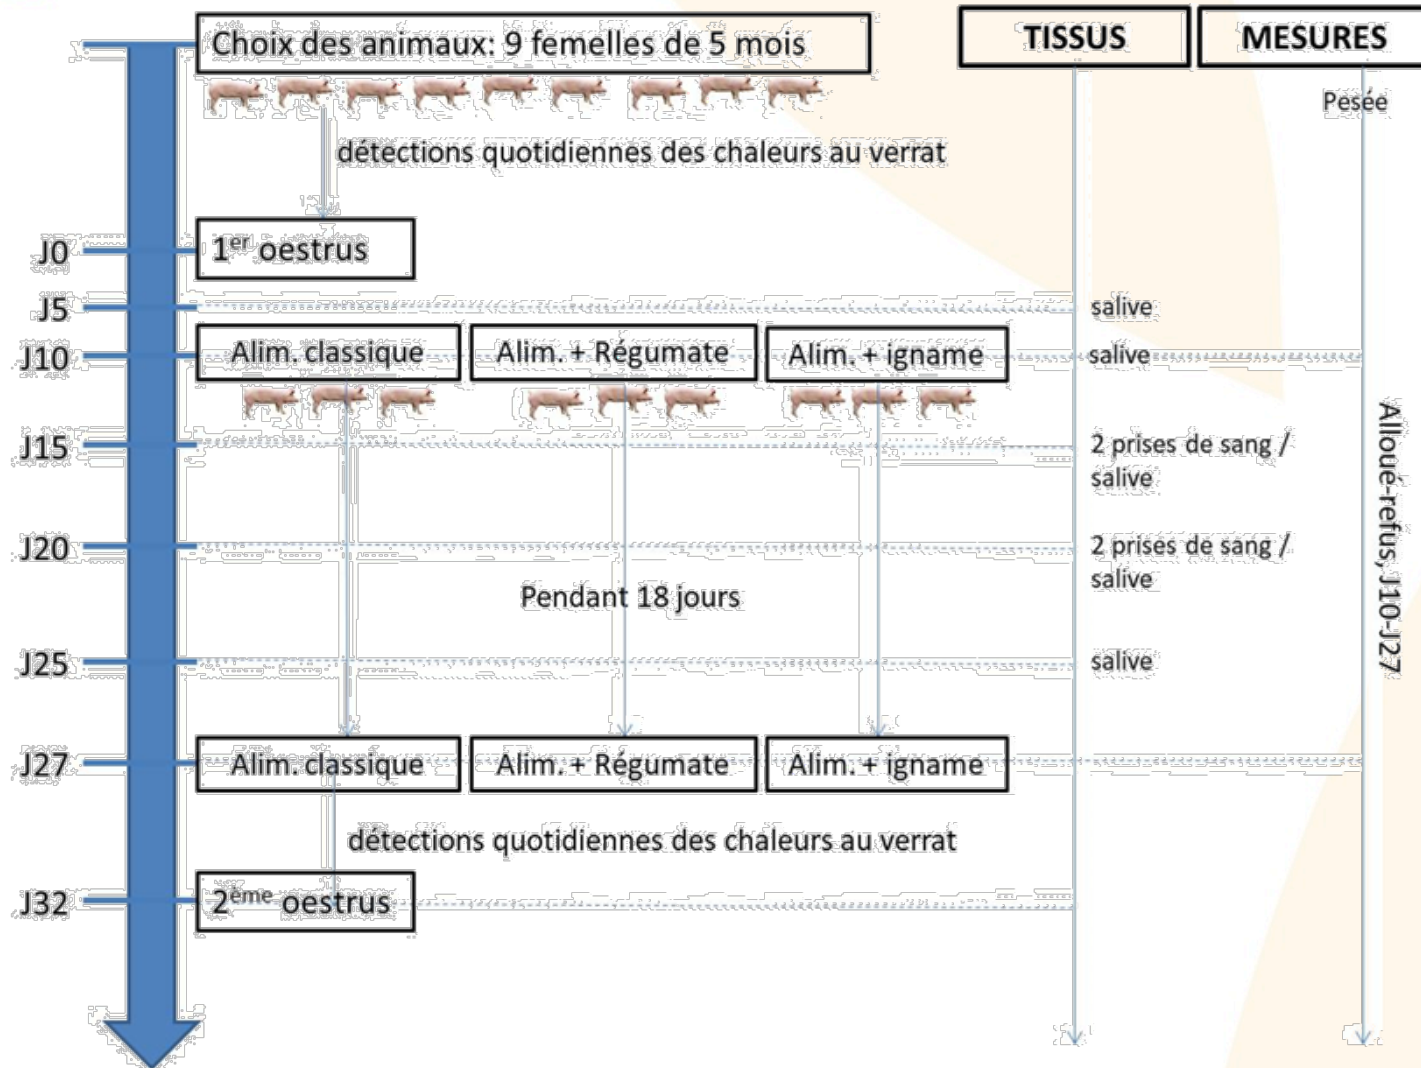 Choix des animaux: 9 femelles de 5 mois
TISSUS
MESURES
Pesée
détections quotidiennes des chaleurs au verrat
J0
1er oestrus
J5
salive
J10
Alim. classique
Alim. + Régumate
Alim. + igname
salive
J15
2 prises de sang /
salive
J20
2 prises de sang /
salive
Pendant 18 jours
Alloué-refus, J10-J27
J25
salive
J27
Alim. classique
Alim. + Régumate
Alim. + igname
détections quotidiennes des chaleurs au verrat
J32
2ème oestrus